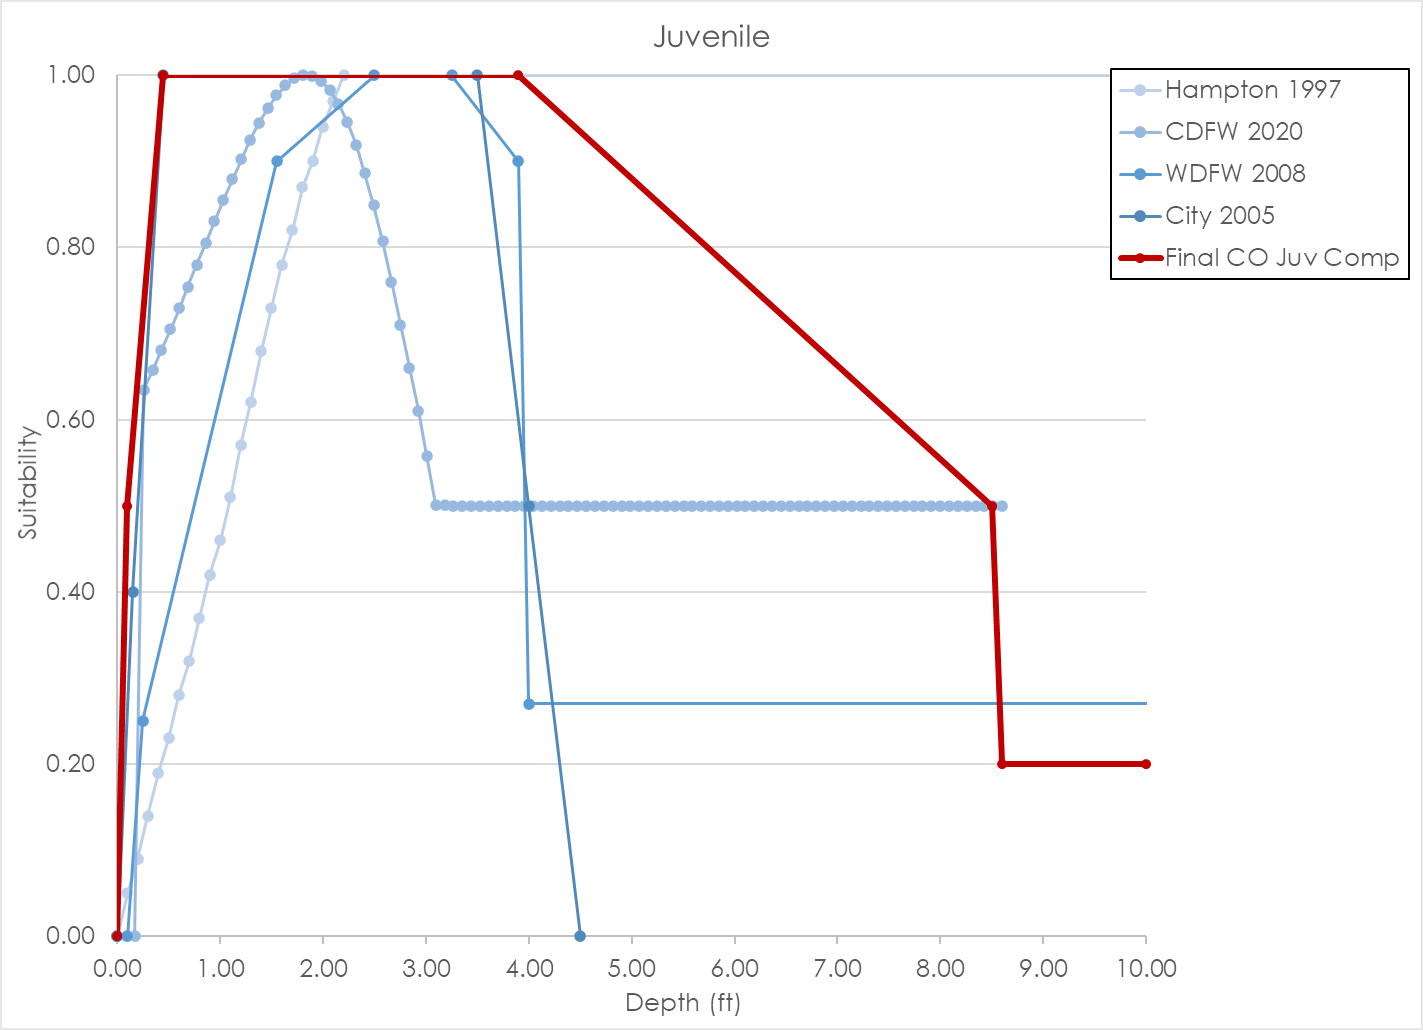 Juvenile
1.00
0.80
0.60
0.40
0.20
0.00
Suitability
0.00 1.00 2.00 3.00 4.00 5.00 6.00 7.00 8.00 9.00 10.00
Depth (ft)
Hampton 1997
CDFW 2020
WDFW 2008
City 2005
Final CO Juv Comp